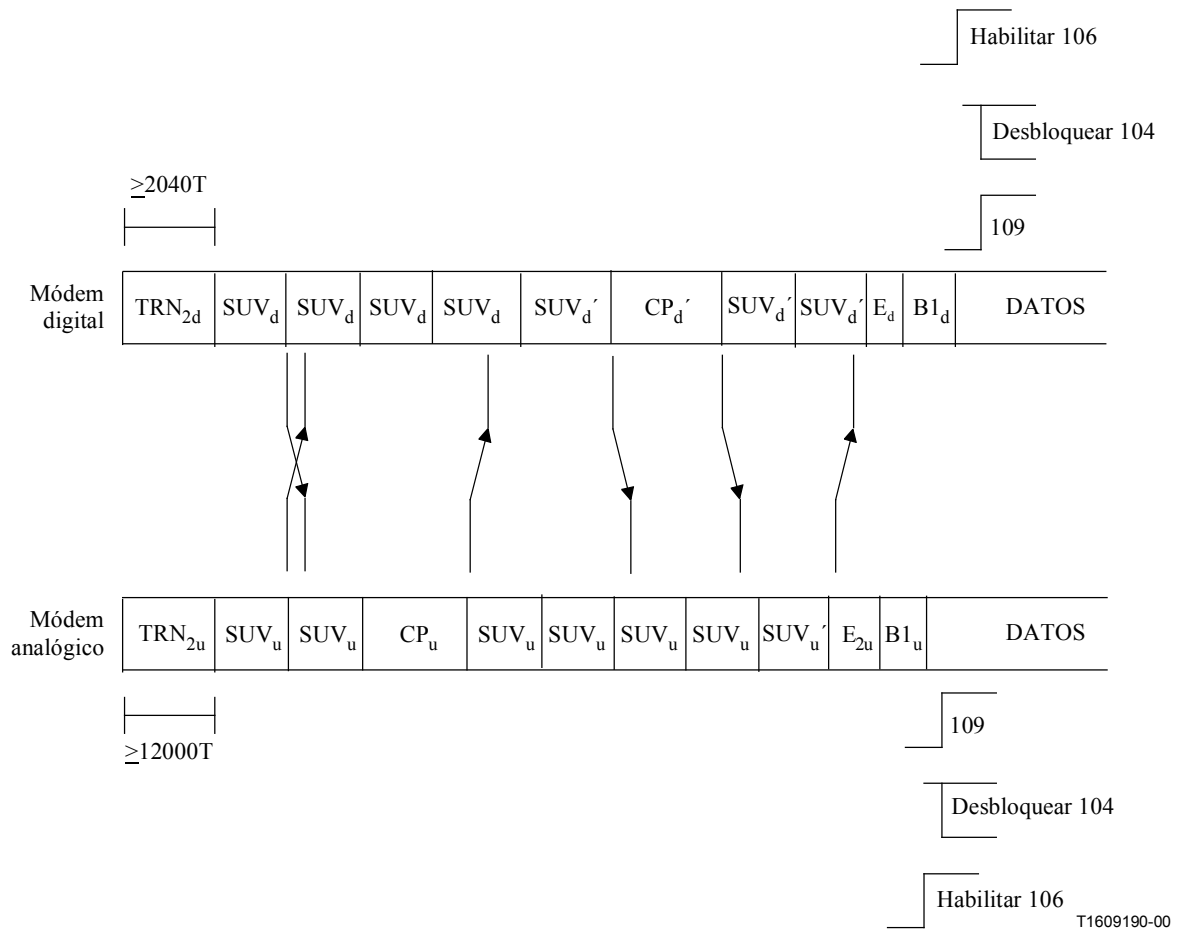 Habilitar 106
Desbloquear 104
≥2040T
109
Módem digital
TRN2d SUVd SUVd SUVd SUVd SUVd´ CPd´ SUVd´ SUVd´ Ed B1d DATOS
Módem analógico
TRN2u SUVu SUVu CPu SUVu SUVu SUVu SUVu SUVu´ E2u B1u DATOS
≥12000T
109
Desbloquear 104
Habilitar 106
T1609190-00